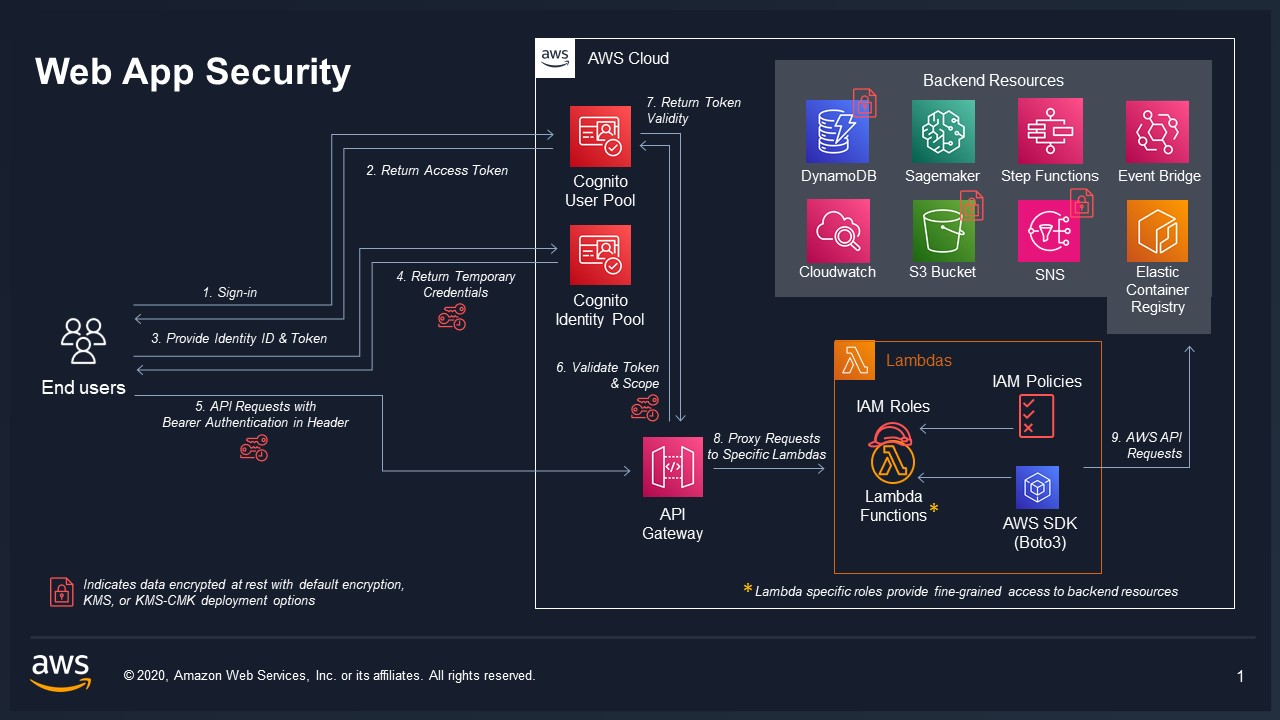 Web App Security
aws
AWS Cloud
Backend Resources
DynamoDB
Sagemaker
Step Functions
Event Bridge
Cloudwatch
S3 Bucket
SNS
Elastic
Container
Registry
7. Return Token
Validity
Cognito
User Pool
2. Return Access Token
Cognito
Identity Pool
4. Return Temporary
Credentials
1. Sign-in
3. Provide Identity ID & Token
End users
5. API Requests with
Bearer Authentication in Header
6. Validate Token
& Scope
API
Gateway
8. Proxy Requests
to Specific Lambdas
Lambdas
IAM Policies
IAM Roles
Lambda
Functions*
AWS SDK
(Boto3)
9. AWS API
Requests
Indicates data encrypted at rest with default encryption,
KMS, or KMS-CMK deployment options
* Lambda specific roles provide fine-grained access to backend resources
aws
© 2020, Amazon Web Services, Inc. or its affiliates. All rights reserved.
1